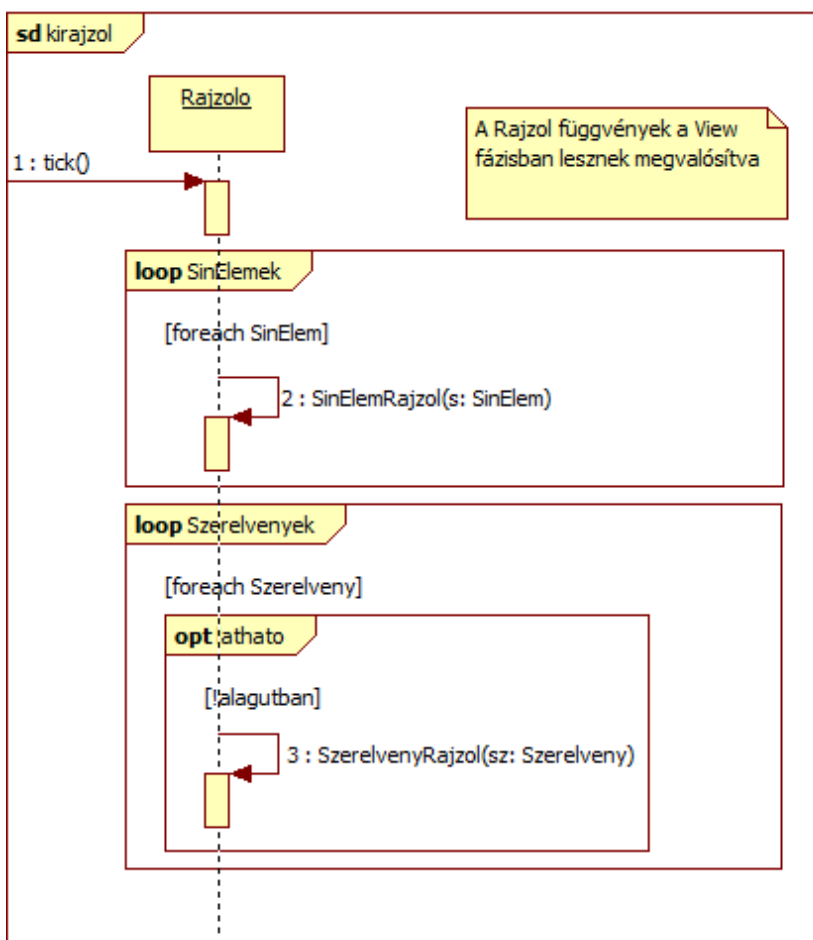 sd kirajzol
Rajzolo
A Rajzol függvények a View
fázisban lesznek megvalósítva
1 : tick()
loop SinElemek
[foreach SinElem]
2 : SinElemRajzol(s: SinElem)
loop Szerelvenyek
[foreach Szerelveny]
opt lathato
[!alagutban]
3 : SzerelvenyRajzol(sz: Szerelveny)